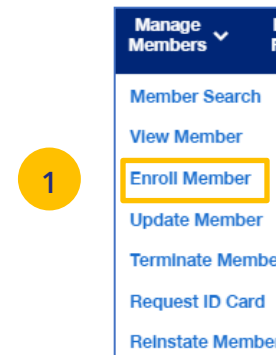 Manage
Members
Member Search
View Member
1
Enroll Member
Update Member
Terminate Membe
Request ID Card
Reinstate Member